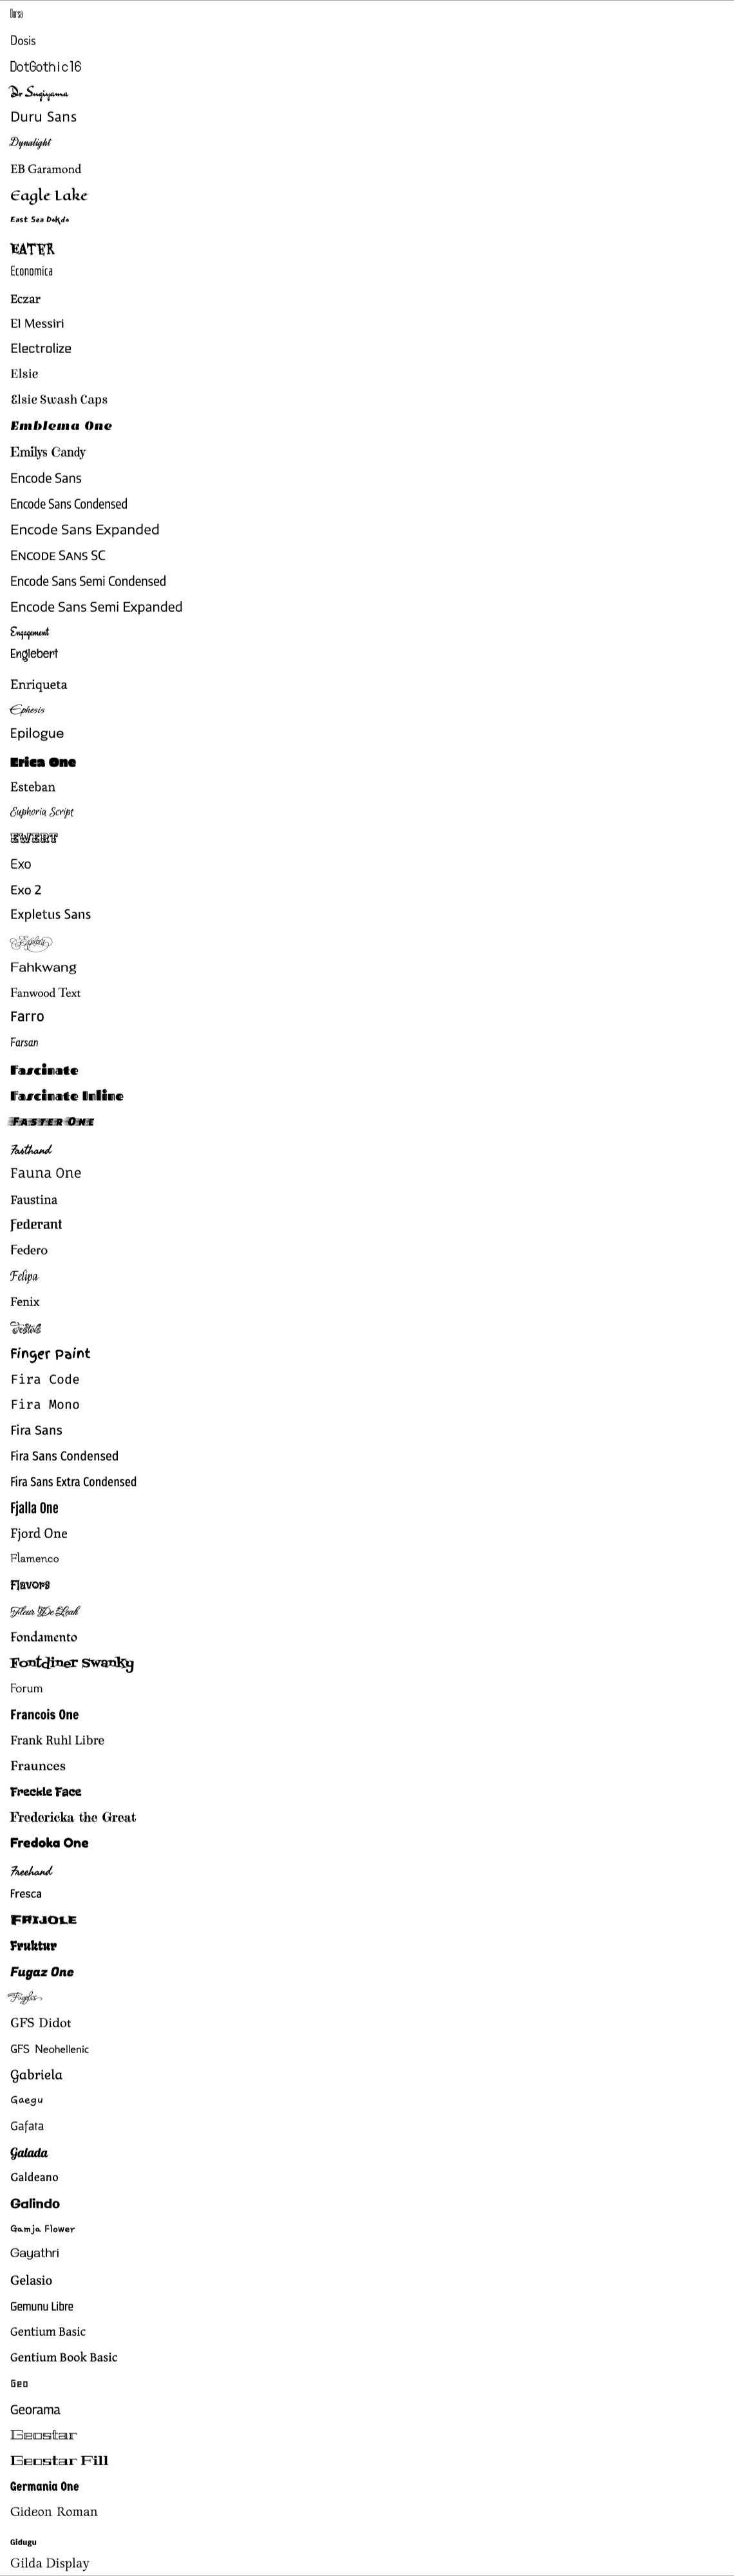 Dorsa
Dosis
DotGothic16
Dr Sugiyama
Duru Sans
Dynalight
EB Garamond
Eagle Lake
East Sea Dokdo
EATER
Economica
Eczar
El Messiri
Electrolize
Elsie
Elsie Swash Caps
Emblema One
Emilys Candy
Encode Sans
Encode Sans Condensed
Encode Sans Expanded
Encode Sans SC
Encode Sans Semi Condensed
Encode Sans Semi Expanded
Engagement
Englebert
Enriqueta
Ephesis
Epilogue
Erica One
Esteban
Euphoria Script
EWERT
Exo
Exo 2
Expletus Sans
Explora
Fahkwang
Fanwood Text
Farro
Farsan
Fascinate
Fascinate Inline
Faster One
Fasthand
Fauna One
Faustina
Federant
Federo
Felipa
Fenix
Festive
Finger Paint
Fira Code
Fira Mono
Fira Sans
Fira Sans Condensed
Fira Sans Extra Condensed
Fjalla One
Fjord One
Flamenco
Flavors
Fleur De Leah
Fondamento
Fontdiner Swanky
Forum
Francois One
Frank Ruhl Libre
Fraunces
Freckle Face
Fredericka the Great
Fredoka One
Freehand
Fresca
FRIJOLE
Fruktur
Fugaz One
Fuggles
GFS Didot
GFS Neohellenic
Gabriela
Gaegu
Gafata
Galada
Galdeano
Galindo
Gamja Flower
Gayathri
Gelasio
Gemunu Libre
Gentium Basic
Gentium Book Basic
Geo
Georama
Geostar
Geostar Fill
Germania One
Gideon Roman
Gidugu
Gilda Display